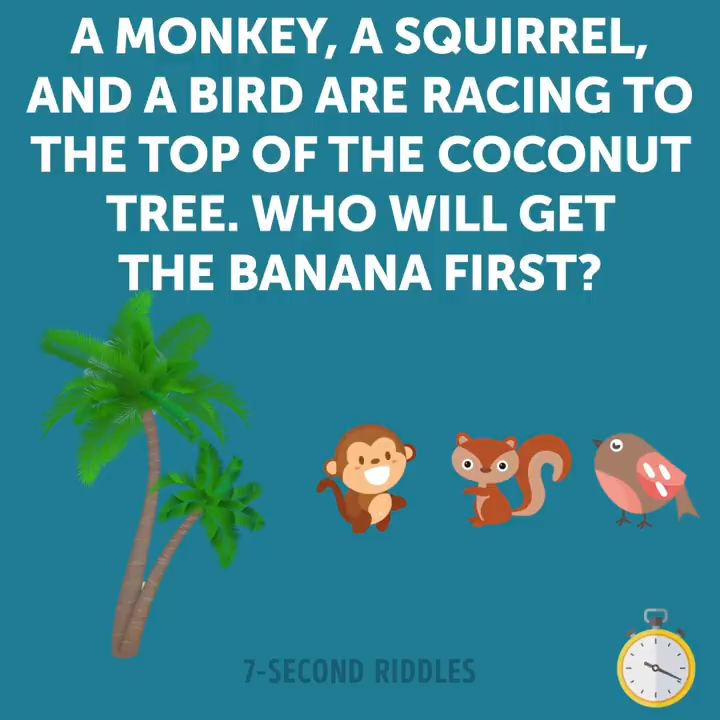 A MONKEY, A SQUIRREL,
AND A BIRD ARE RACING TO
THE TOP OF THE COCONUT
TREE. WHO WILL GET
THE BANANA FIRST?
7-SECOND RIDDLES